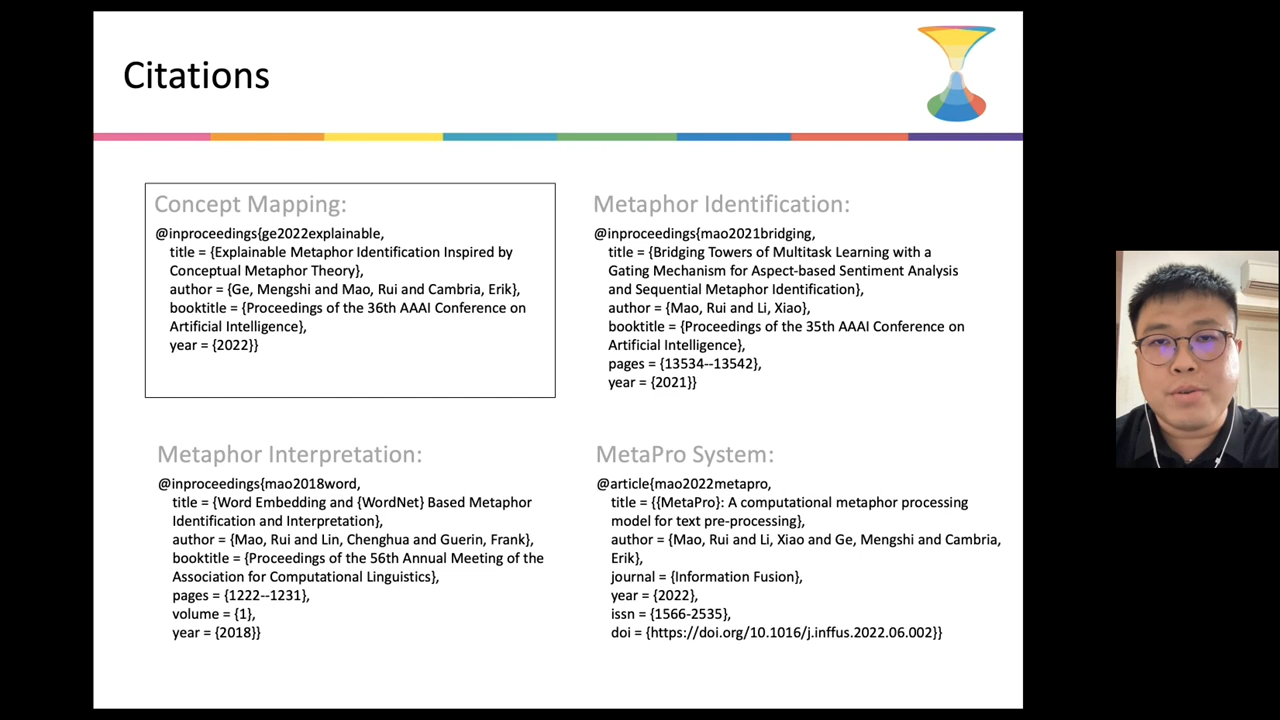 Citations
Concept Mapping:
@inproceedings{ge2022explainable,
title = {Explainable Metaphor Identification Inspired by
Conceptual Metaphor Theory},
author = {Ge, Mengshi and Mao, Rui and Cambria, Erik},
booktitle = {Proceedings of the 36th AAAI Conference on
Artificial Intelligence},
year = {2022}}
Metaphor Identification:
@inproceedings{mao2021bridging,
title = {Bridging Towers of Multitask Learning with a
Gating Mechanism for Aspect-based Sentiment Analysis
and Sequential Metaphor Identification},
author = {Mao, Rui and Li, Xiao},
booktitle = {Proceedings of the 35th AAAI Conference on
Artificial Intelligence},
pages = {13534--13542},
year = {2021}}
Metaphor Interpretation:
@inproceedings{mao2018word,
title = {Word Embedding and {WordNet} Based Metaphor
Identification and Interpretation},
author = {Mao, Rui and Lin, Chenghua and Guerin, Frank},
booktitle = {Proceedings of the 56th Annual Meeting of the
Association for Computational Linguistics},
pages = {1222--1231},
volume = {1},
year = {2018}}
MetaPro System:
@article{mao2022metapro,
title = {{MetaPro}: A computational metaphor processing
model for text pre-processing},
author = {Mao, Rui and Li, Xiao and Ge, Mengshi and Cambria,
Erik},
journal = {Information Fusion},
year = {2022},
issn = {1566-2535},
doi = {https://doi.org/10.1016/j.inffus.2022.06.002}}